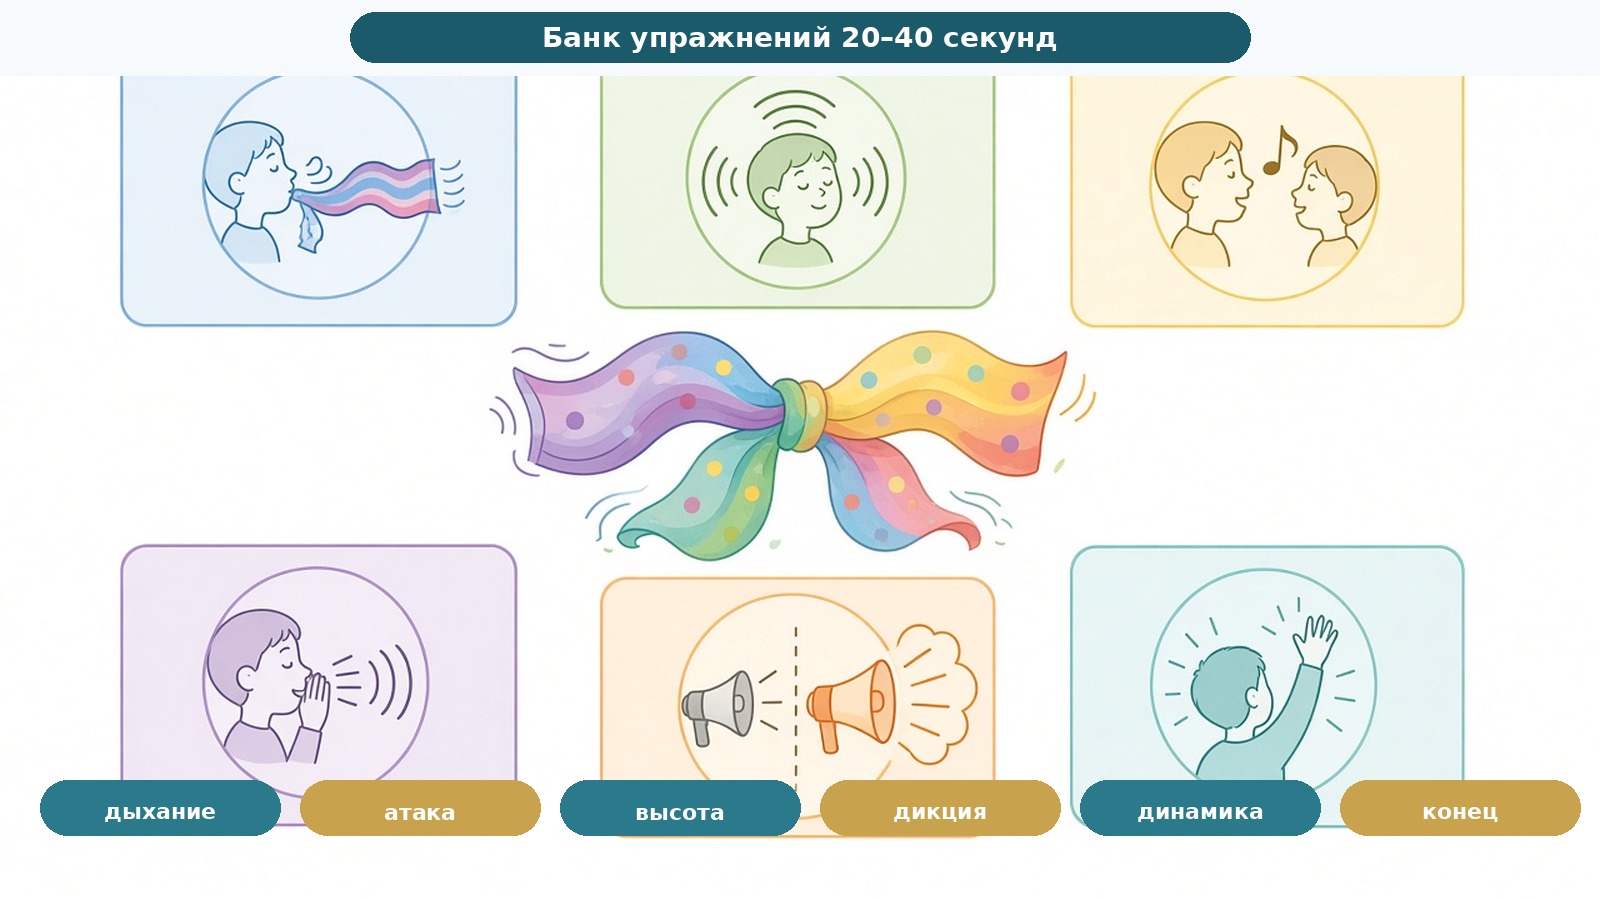 Банк упражнений 20–40 секунд
дыхание
атака
высота
дикция
динамика
конец